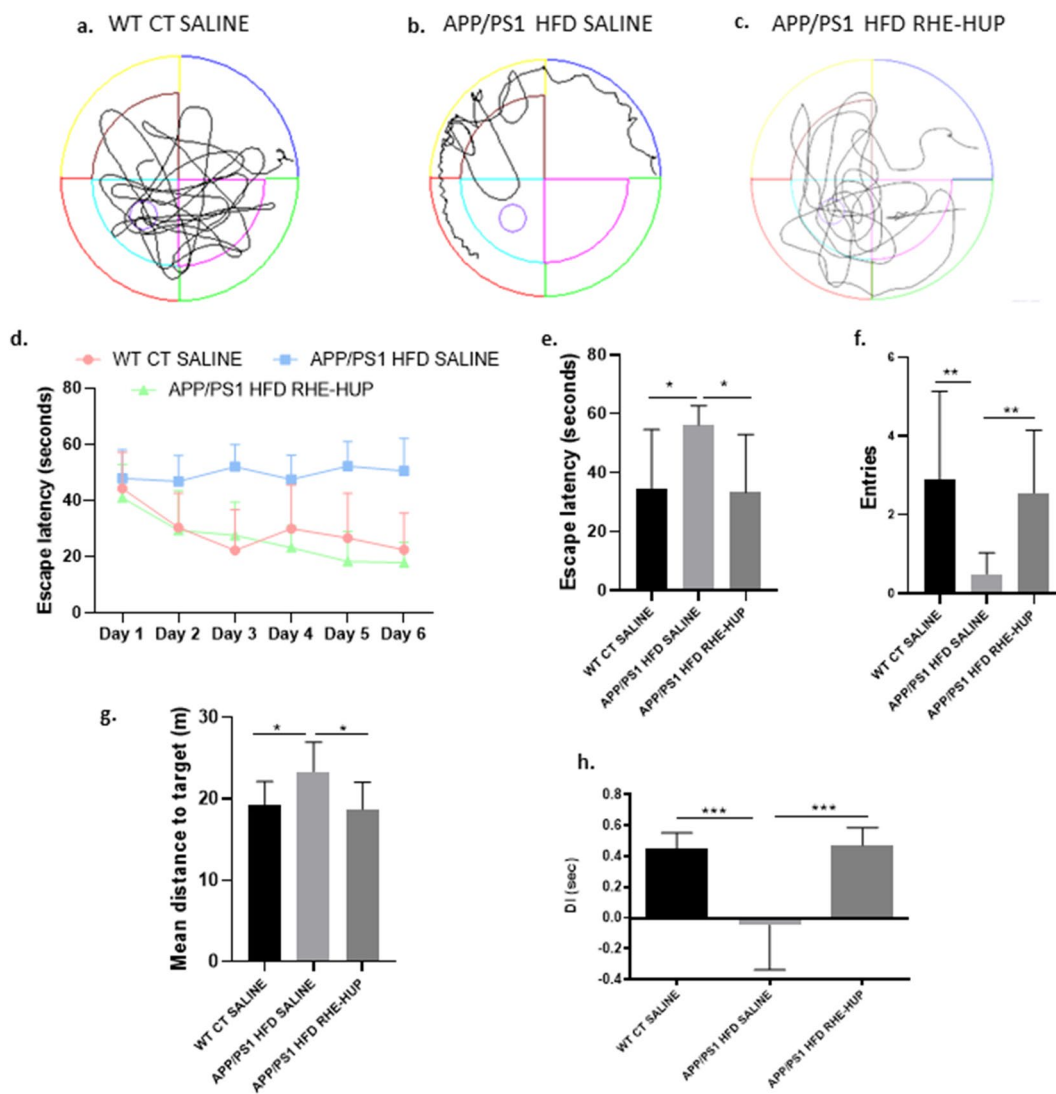 a. WT CT SALINE
b. APP/PS1 HFD SALINE
c. APP/PS1 HFD RHE-HUP
d.
WT CT SALINE
APP/PS1 HFD SALINE
APP/PS1 HFD RHE-HUP
Escape latency (seconds)
80
60
40
20
0
Day 1 Day 2 Day 3 Day 4 Day 5 Day 6
e.
Escape latency (seconds)
80
60
40
20
0
* *
WT CT SALINE
APP/PS1 HFD SALINE
APP/PS1 HFD RHE-HUP
f.
Entries
6
4
2
0
** **
WT CT SALINE
APP/PS1 HFD SALINE
APP/PS1 HFD RHE-HUP
g.
Mean distance to target (m)
30
20
10
0
* *
WT CT SALINE
APP/PS1 HFD SALINE
APP/PS1 HFD RHE-HUP
h.
DI (sec)
0.8
0.6
0.4
0.2
0.0
-0.2
-0.4
*** ***
WT CT SALINE
APP/PS1 HFD SALINE
APP/PS1 HFD RHE-HUP